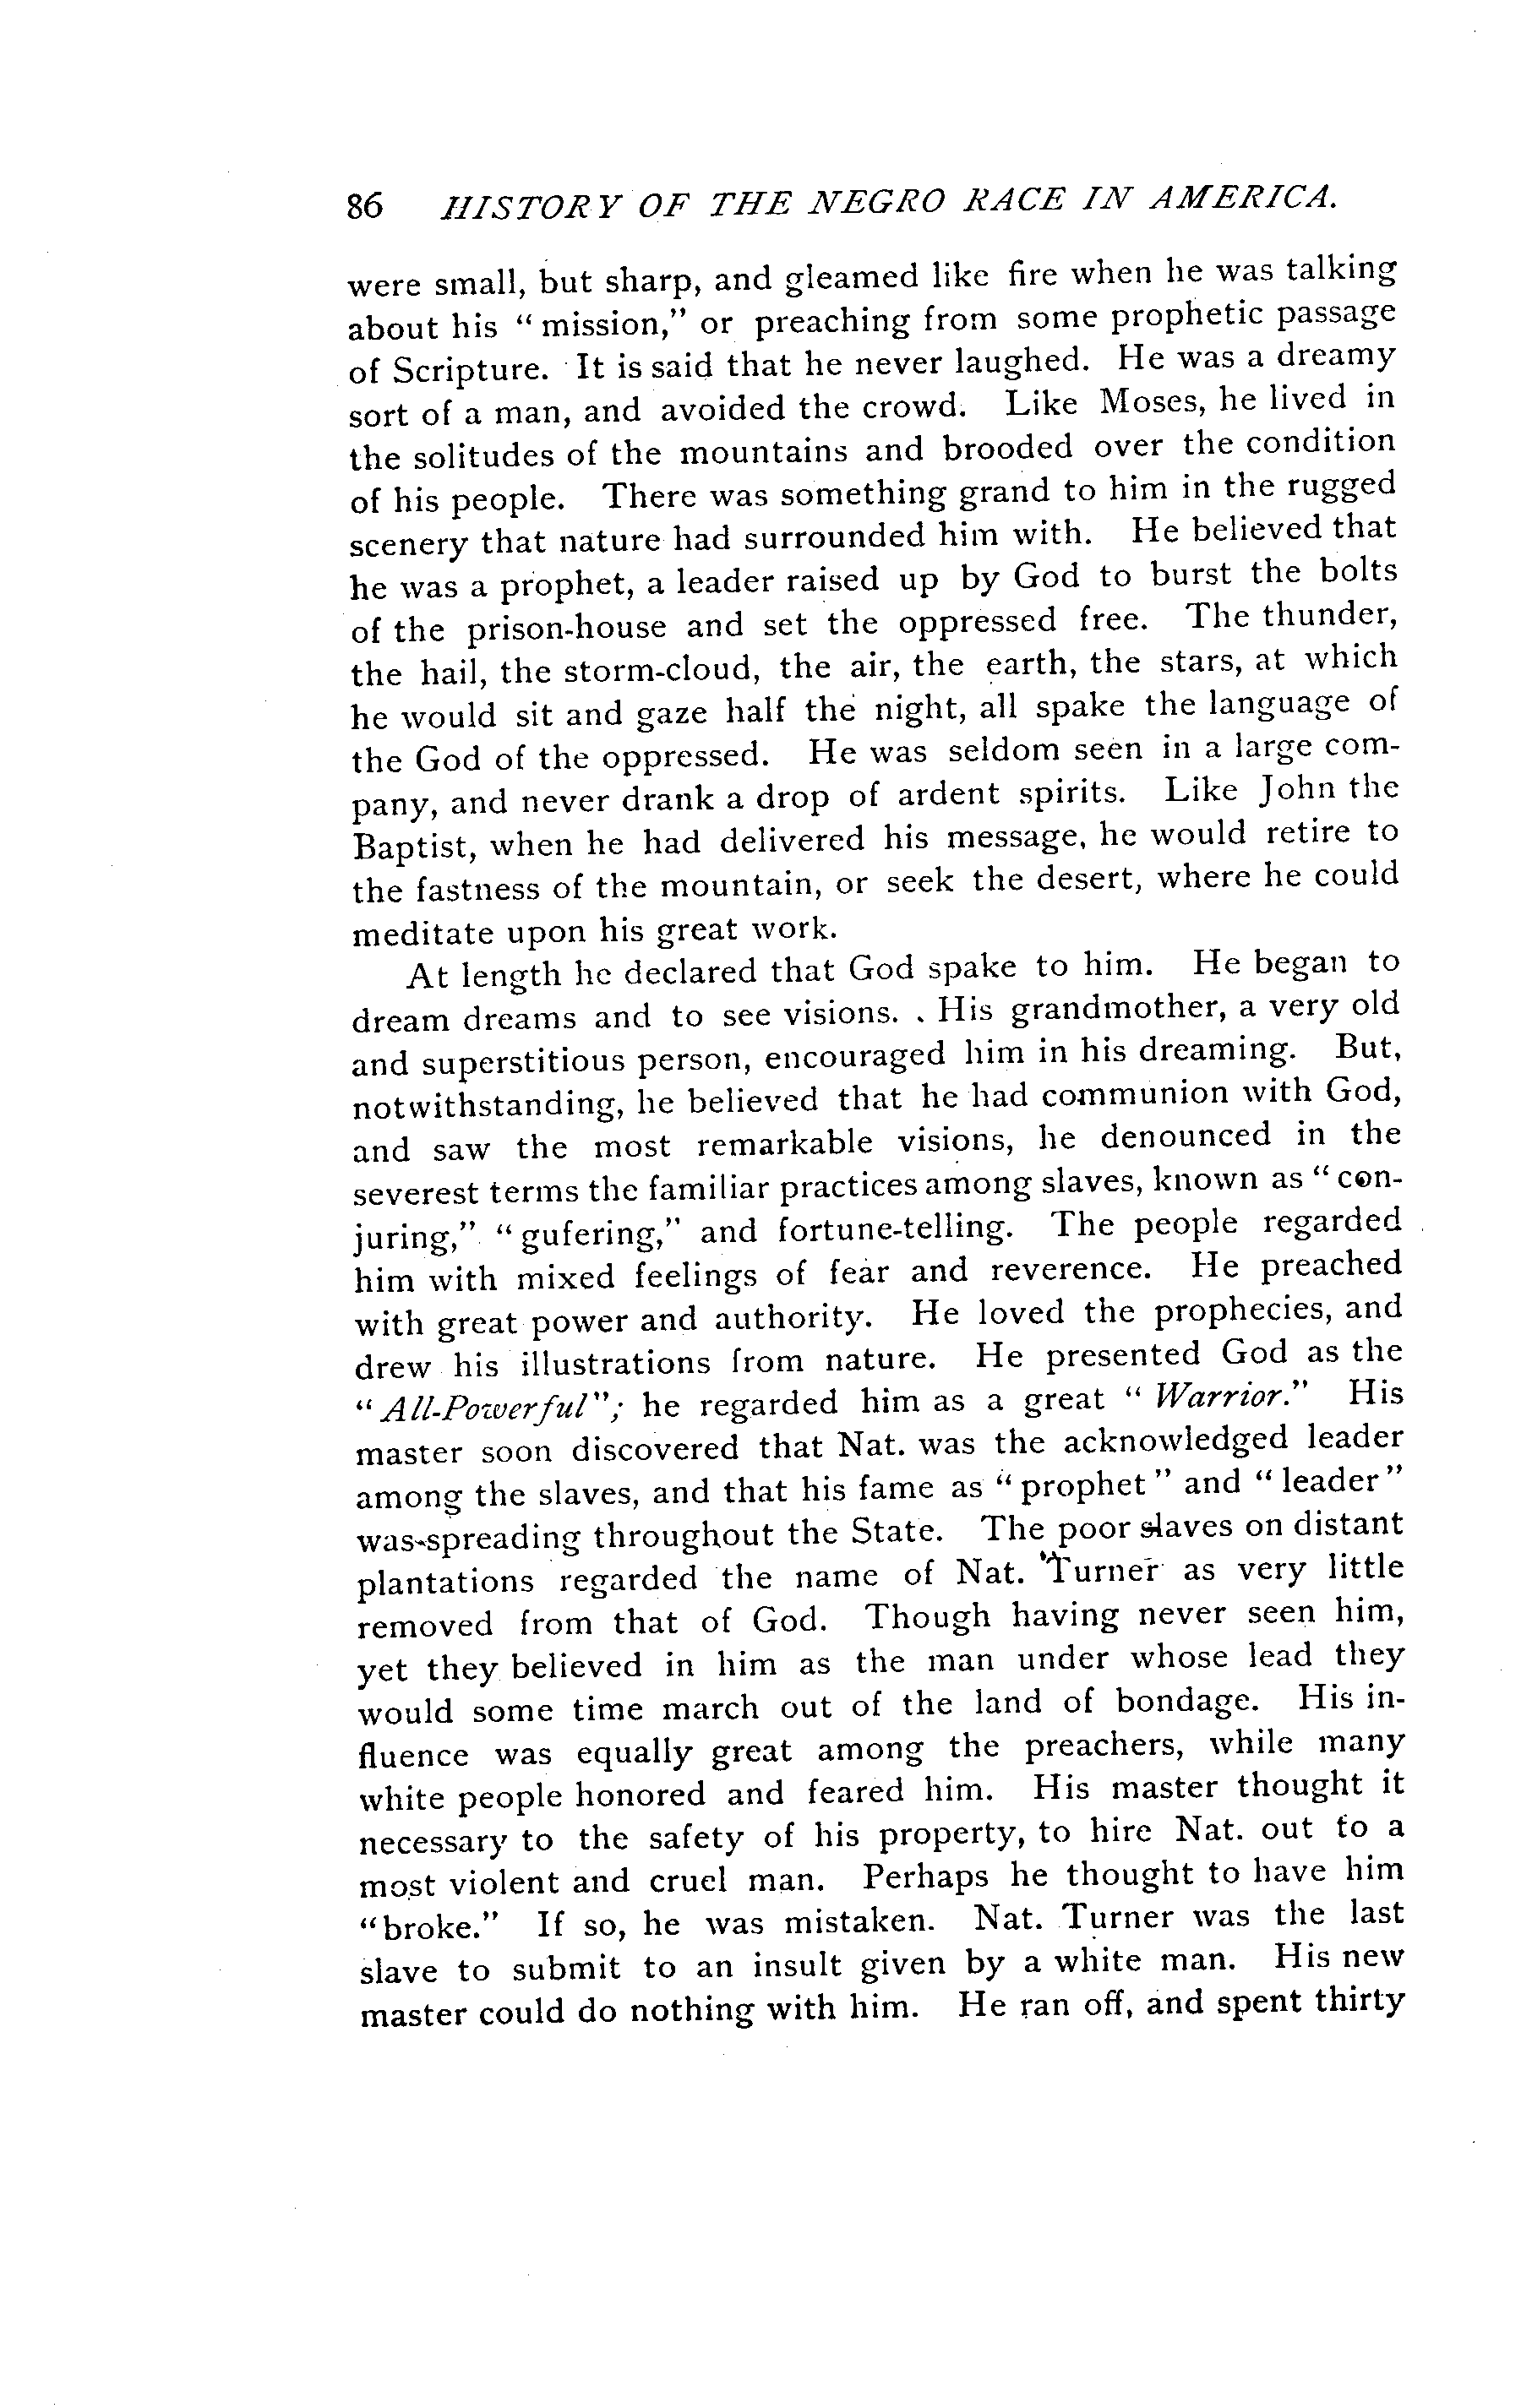 86 HISTORY OF THE NEGRO RACE IN AMERICA.
were small, but sharp, and gleamed like fire when he was talking
about his "mission," or preaching from some prophetic passage
of Scripture. It is said that he never laughed. He was a dreamy
sort of a man, and avoided the crowd. Like Moses, he lived in
the solitudes of the mountains and brooded over the condition
of his people. There was something grand to him in the rugged
scenery that nature had surrounded him with. He believed that
he was a prophet, a leader raised up by God to burst the bolts
of the prison-house and set the oppressed free. The thunder,
the hail, the storm-cloud, the air, the earth, the stars, at which
he would sit and gaze half the night, all spake the language of
the God of the oppressed. He was seldom seen in a large com-
pany, and never drank a drop of ardent spirits. Like John the
Baptist, when he had delivered his message, he would retire to
the fastness of the mountain, or seek the desert, where he could
meditate upon his great work.
At length he declared that God spake to him. He began to
dream dreams and to see visions. His grandmother, a very old
and superstitious person, encouraged him in his dreaming. But,
notwithstanding, he believed that he had communion with God,
and saw the most remarkable visions, he denounced in the
severest terms the familiar practices among slaves, known as "con-
juring," "gufering," and fortune-telling. The people regarded
him with mixed feelings of fear and reverence. He preached
with great power and authority. He loved the prophecies, and
drew his illustrations from nature. He presented God as the
"All-Powerful"; he regarded him as a great "Warrior." His
master soon discovered that Nat. was the acknowledged leader
among the slaves, and that his fame as "prophet" and "leader"
was spreading throughout the State. The poor slaves on distant
plantations regarded the name of Nat. Turner as very little
removed from that of God. Though having never seen him,
yet they believed in him as the man under whose lead they
would some time march out of the land of bondage. His in-
fluence was equally great among the preachers, while many
white people honored and feared him. His master thought it
necessary to the safety of his property, to hire Nat. out to a
most violent and cruel man. Perhaps he thought to have him
"broke." If so, he was mistaken. Nat. Turner was the last
slave to submit to an insult given by a white man. His new
master could do nothing with him. He ran off, and spent thirty